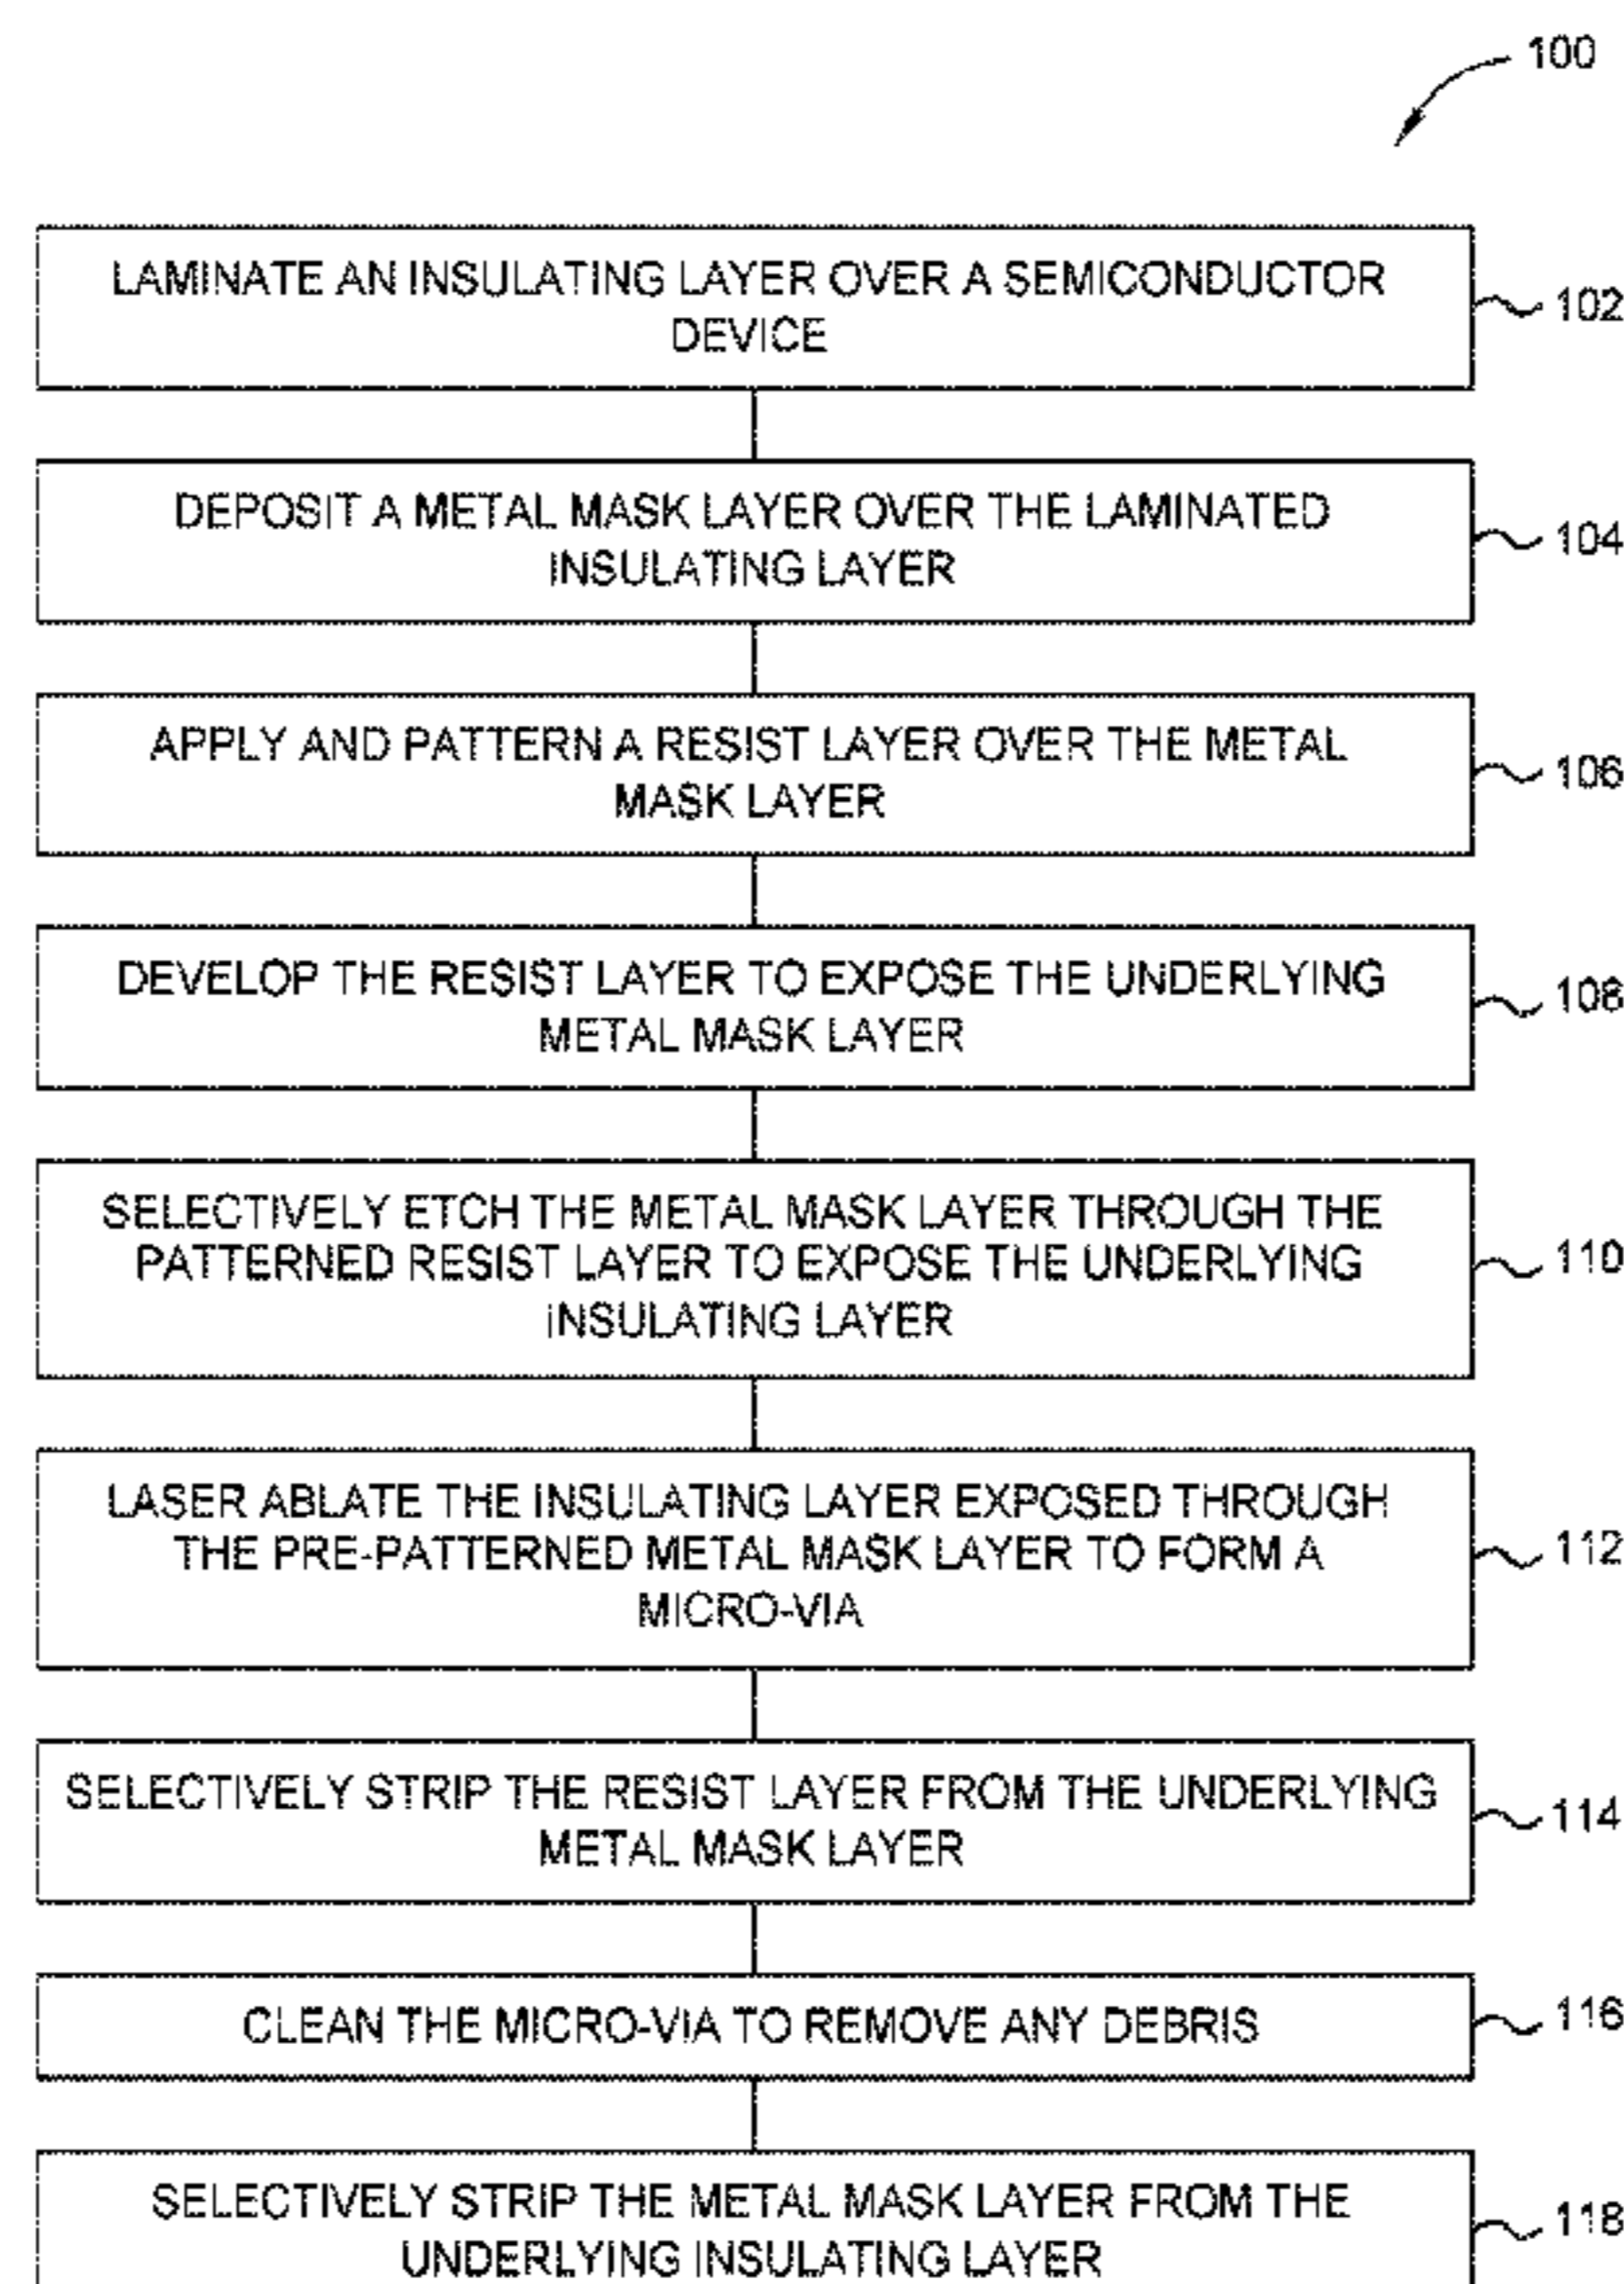 100
LAMINATE AN INSULATING LAYER OVER A SEMICONDUCTOR
DEVICE
102
DEPOSIT A METAL MASK LAYER OVER THE LAMINATED
INSULATING LAYER
104
APPLY AND PATTERN A RESIST LAYER OVER THE METAL
MASK LAYER
106
DEVELOP THE RESIST LAYER TO EXPOSE THE UNDERLYING
METAL MASK LAYER
108
SELECTIVELY ETCH THE METAL MASK LAYER THROUGH THE
PATTERNED RESIST LAYER TO EXPOSE THE UNDERLYING
INSULATING LAYER
110
LASER ABLATE THE INSULATING LAYER EXPOSED THROUGH
THE PRE-PATTERNED METAL MASK LAYER TO FORM A
MICRO-VIA
112
SELECTIVELY STRIP THE RESIST LAYER FROM THE UNDERLYING
METAL MASK LAYER
114
CLEAN THE MICRO-VIA TO REMOVE ANY DEBRIS
116
SELECTIVELY STRIP THE METAL MASK LAYER FROM THE
UNDERLYING INSULATING LAYER
118